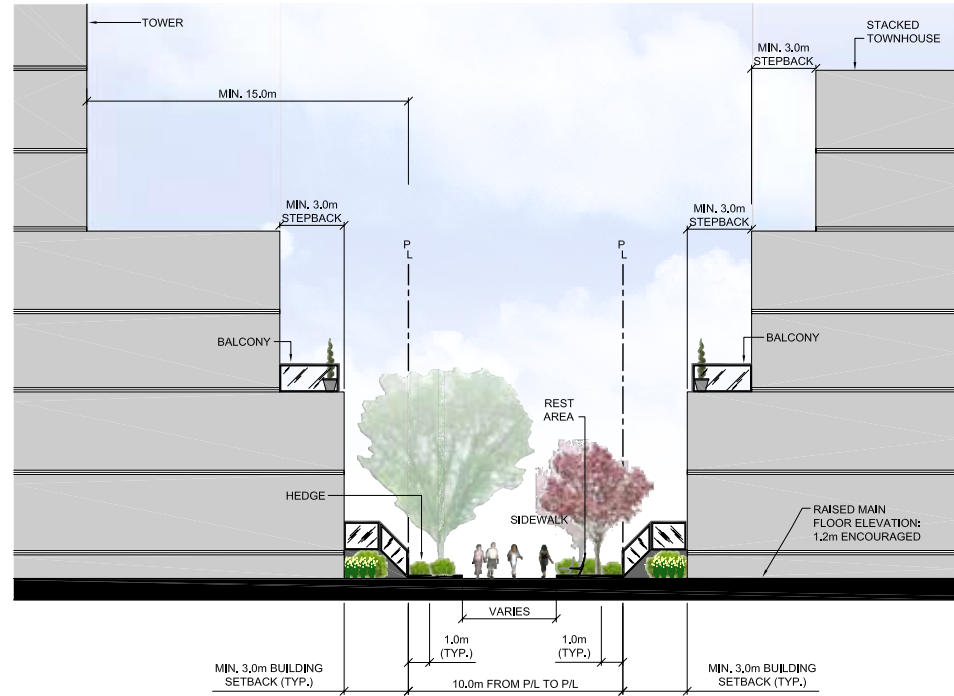 TOWER
STACKED
TOWNHOUSE
MIN. 3.0m
STEPBACK
MIN. 15.0m
MIN. 3.0m
STEPBACK
MIN. 3.0m
STEPBACK
P
L
P
L
BALCONY
BALCONY
REST
AREA
HEDGE
SIDEWALK
RAISED MAIN
FLOOR ELEVATION:
1.2m ENCOURAGED
VARIES
1.0m
(TYP.)
1.0m
(TYP.)
MIN. 3.0m BUILDING
SETBACK (TYP.)
10.0m FROM P/L TO P/L
MIN. 3.0m BUILDING
SETBACK (TYP.)